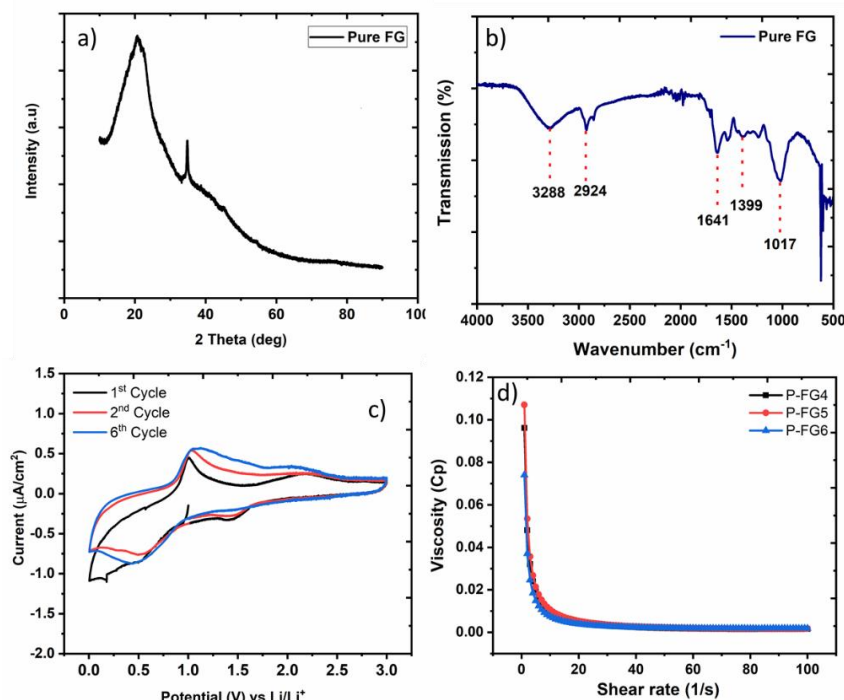 a)
Pure FG
Intensity (a.u)
0 20 40 60 80 100
2 Theta (deg)
b)
Pure FG
Transmission (%)
3288
2924
1641
1399
1017
4000 3500 3000 2500 2000 1500 1000 500
Wavenumber (cm⁻¹)
c)
1st Cycle
2nd Cycle
6th Cycle
Current (µA/cm²)
1.5
1.0
0.5
0.0
-0.5
-1.0
-1.5
-2.0
0.0 0.5 1.0 1.5 2.0 2.5 3.0
Potential (V) vs Li/Li⁺
d)
P-FG4
P-FG5
P-FG6
Viscosity (Cp)
0.12
0.10
0.08
0.06
0.04
0.02
0.00
0 20 40 60 80 100
Shear rate (1/s)